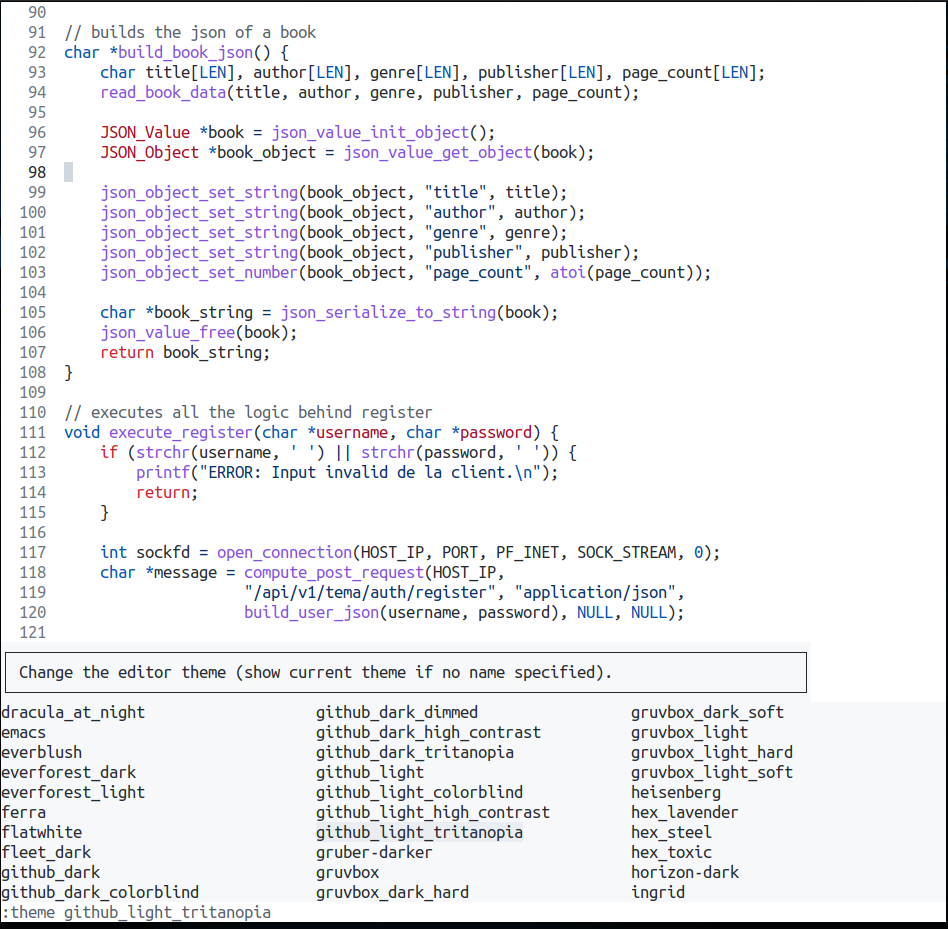 90
91 // builds the json of a book
92 char *build_book_json() {
93     char title[LEN], author[LEN], genre[LEN], publisher[LEN], page_count[LEN];
94     read_book_data(title, author, genre, publisher, page_count);
95
96     JSON_Value *book = json_value_init_object();
97     JSON_Object *book_object = json_value_get_object(book);
98
99     json_object_set_string(book_object, "title", title);
100     json_object_set_string(book_object, "author", author);
101     json_object_set_string(book_object, "genre", genre);
102     json_object_set_string(book_object, "publisher", publisher);
103     json_object_set_number(book_object, "page_count", atoi(page_count));
104
105     char *book_string = json_serialize_to_string(book);
106     json_value_free(book);
107     return book_string;
108 }
109
110 // executes all the logic behind register
111 void execute_register(char *username, char *password) {
112     if (strchr(username, ' ') || strchr(password, ' ')) {
113         printf("ERROR: Input invalid de la client.\n");
114         return;
115     }
116
117     int sockfd = open_connection(HOST_IP, PORT, PF_INET, SOCK_STREAM, 0);
118     char *message = compute_post_request(HOST_IP,
119                     "/api/v1/tema/auth/register", "application/json",
120                     build_user_json(username, password), NULL, NULL);
121
Change the editor theme (show current theme if no name specified).
dracula_at_night github_dark_dimmed gruvbox_dark_soft
emacs github_dark_high_contrast gruvbox_light
everblush github_dark_tritanopia gruvbox_light_hard
everforest_dark github_light gruvbox_light_soft
everforest_light github_light_colorblind heisenberg
ferra github_light_high_contrast hex_lavender
flatwhite github_light_tritanopia hex_steel
fleet_dark gruber-darker hex_toxic
github_dark gruvbox horizon-dark
github_dark_colorblind gruvbox_dark_hard ingrid
:theme github_light_tritanopia